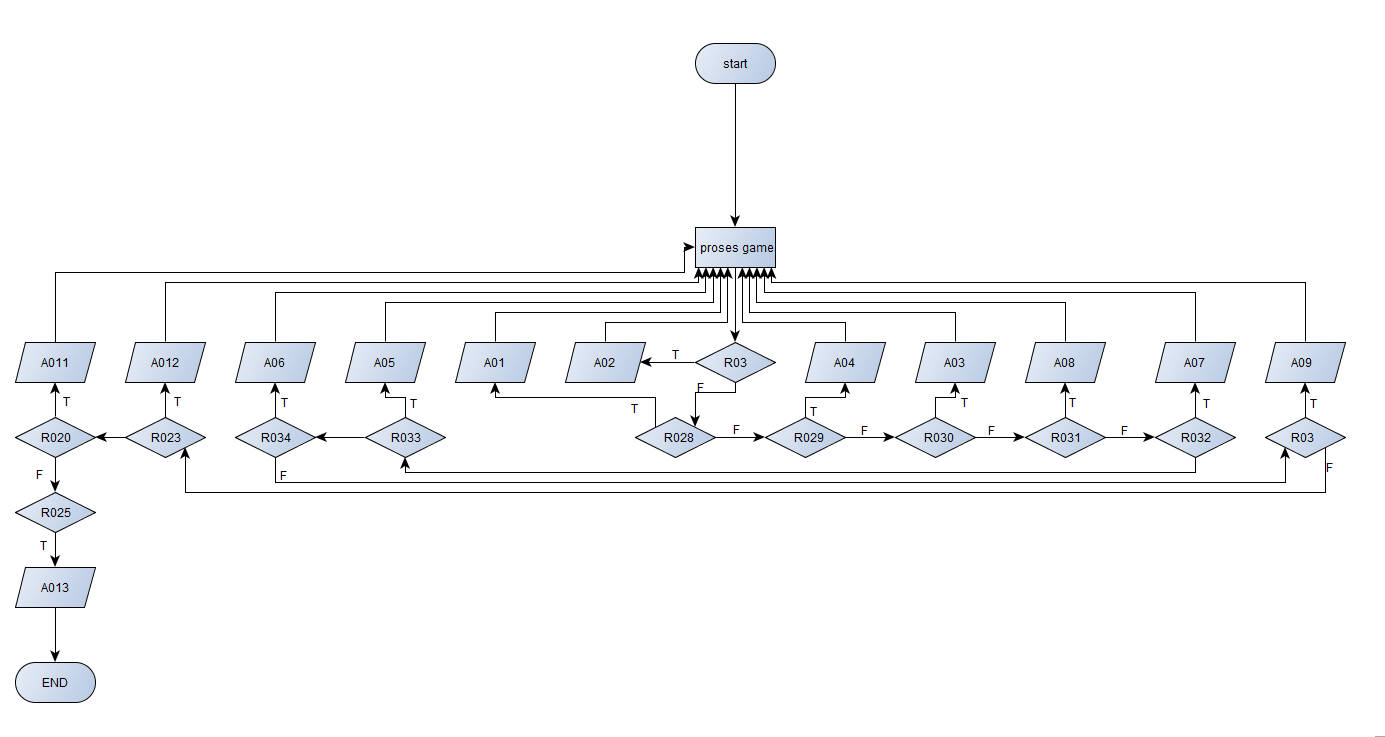 start
proses game
A011
A012
A06
A05
A01
A02
T
R03
A04
A03
A08
A07
A09
F
T
T
T
T
T
T
T
T
T
T
R020
R023
R034
R033
R028
F
R029
F
R030
F
R031
F
R032
R03
F
F
F
R025
T
A013
END